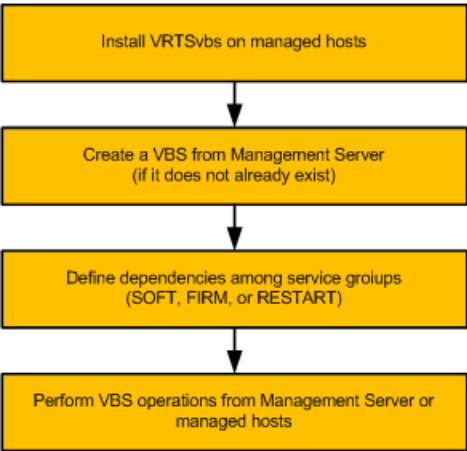 Install VRTSvbs on managed hosts
Create a VBS from Management Server
(if it does not already exist)
Define dependencies among service groiups
(SOFT, FIRM, or RESTART)
Perform VBS operations from Management Server or
managed hosts